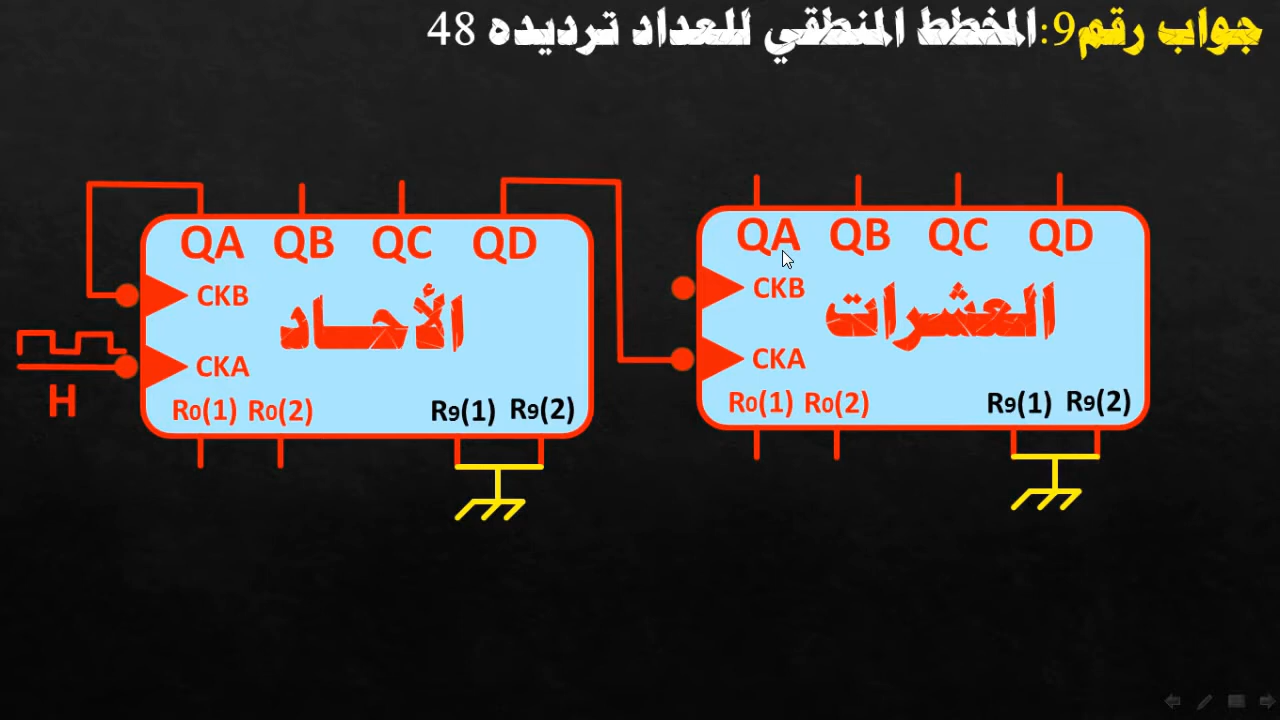 جواب رقم9:المخطط المنطقي للعداد ترديده 48
QA QB QC QD
CKB
الأحاد
CKA
H
R0(1) R0(2) R9(1) R9(2)
QA QB QC QD
CKB
العشرات
CKA
R0(1) R0(2) R9(1) R9(2)